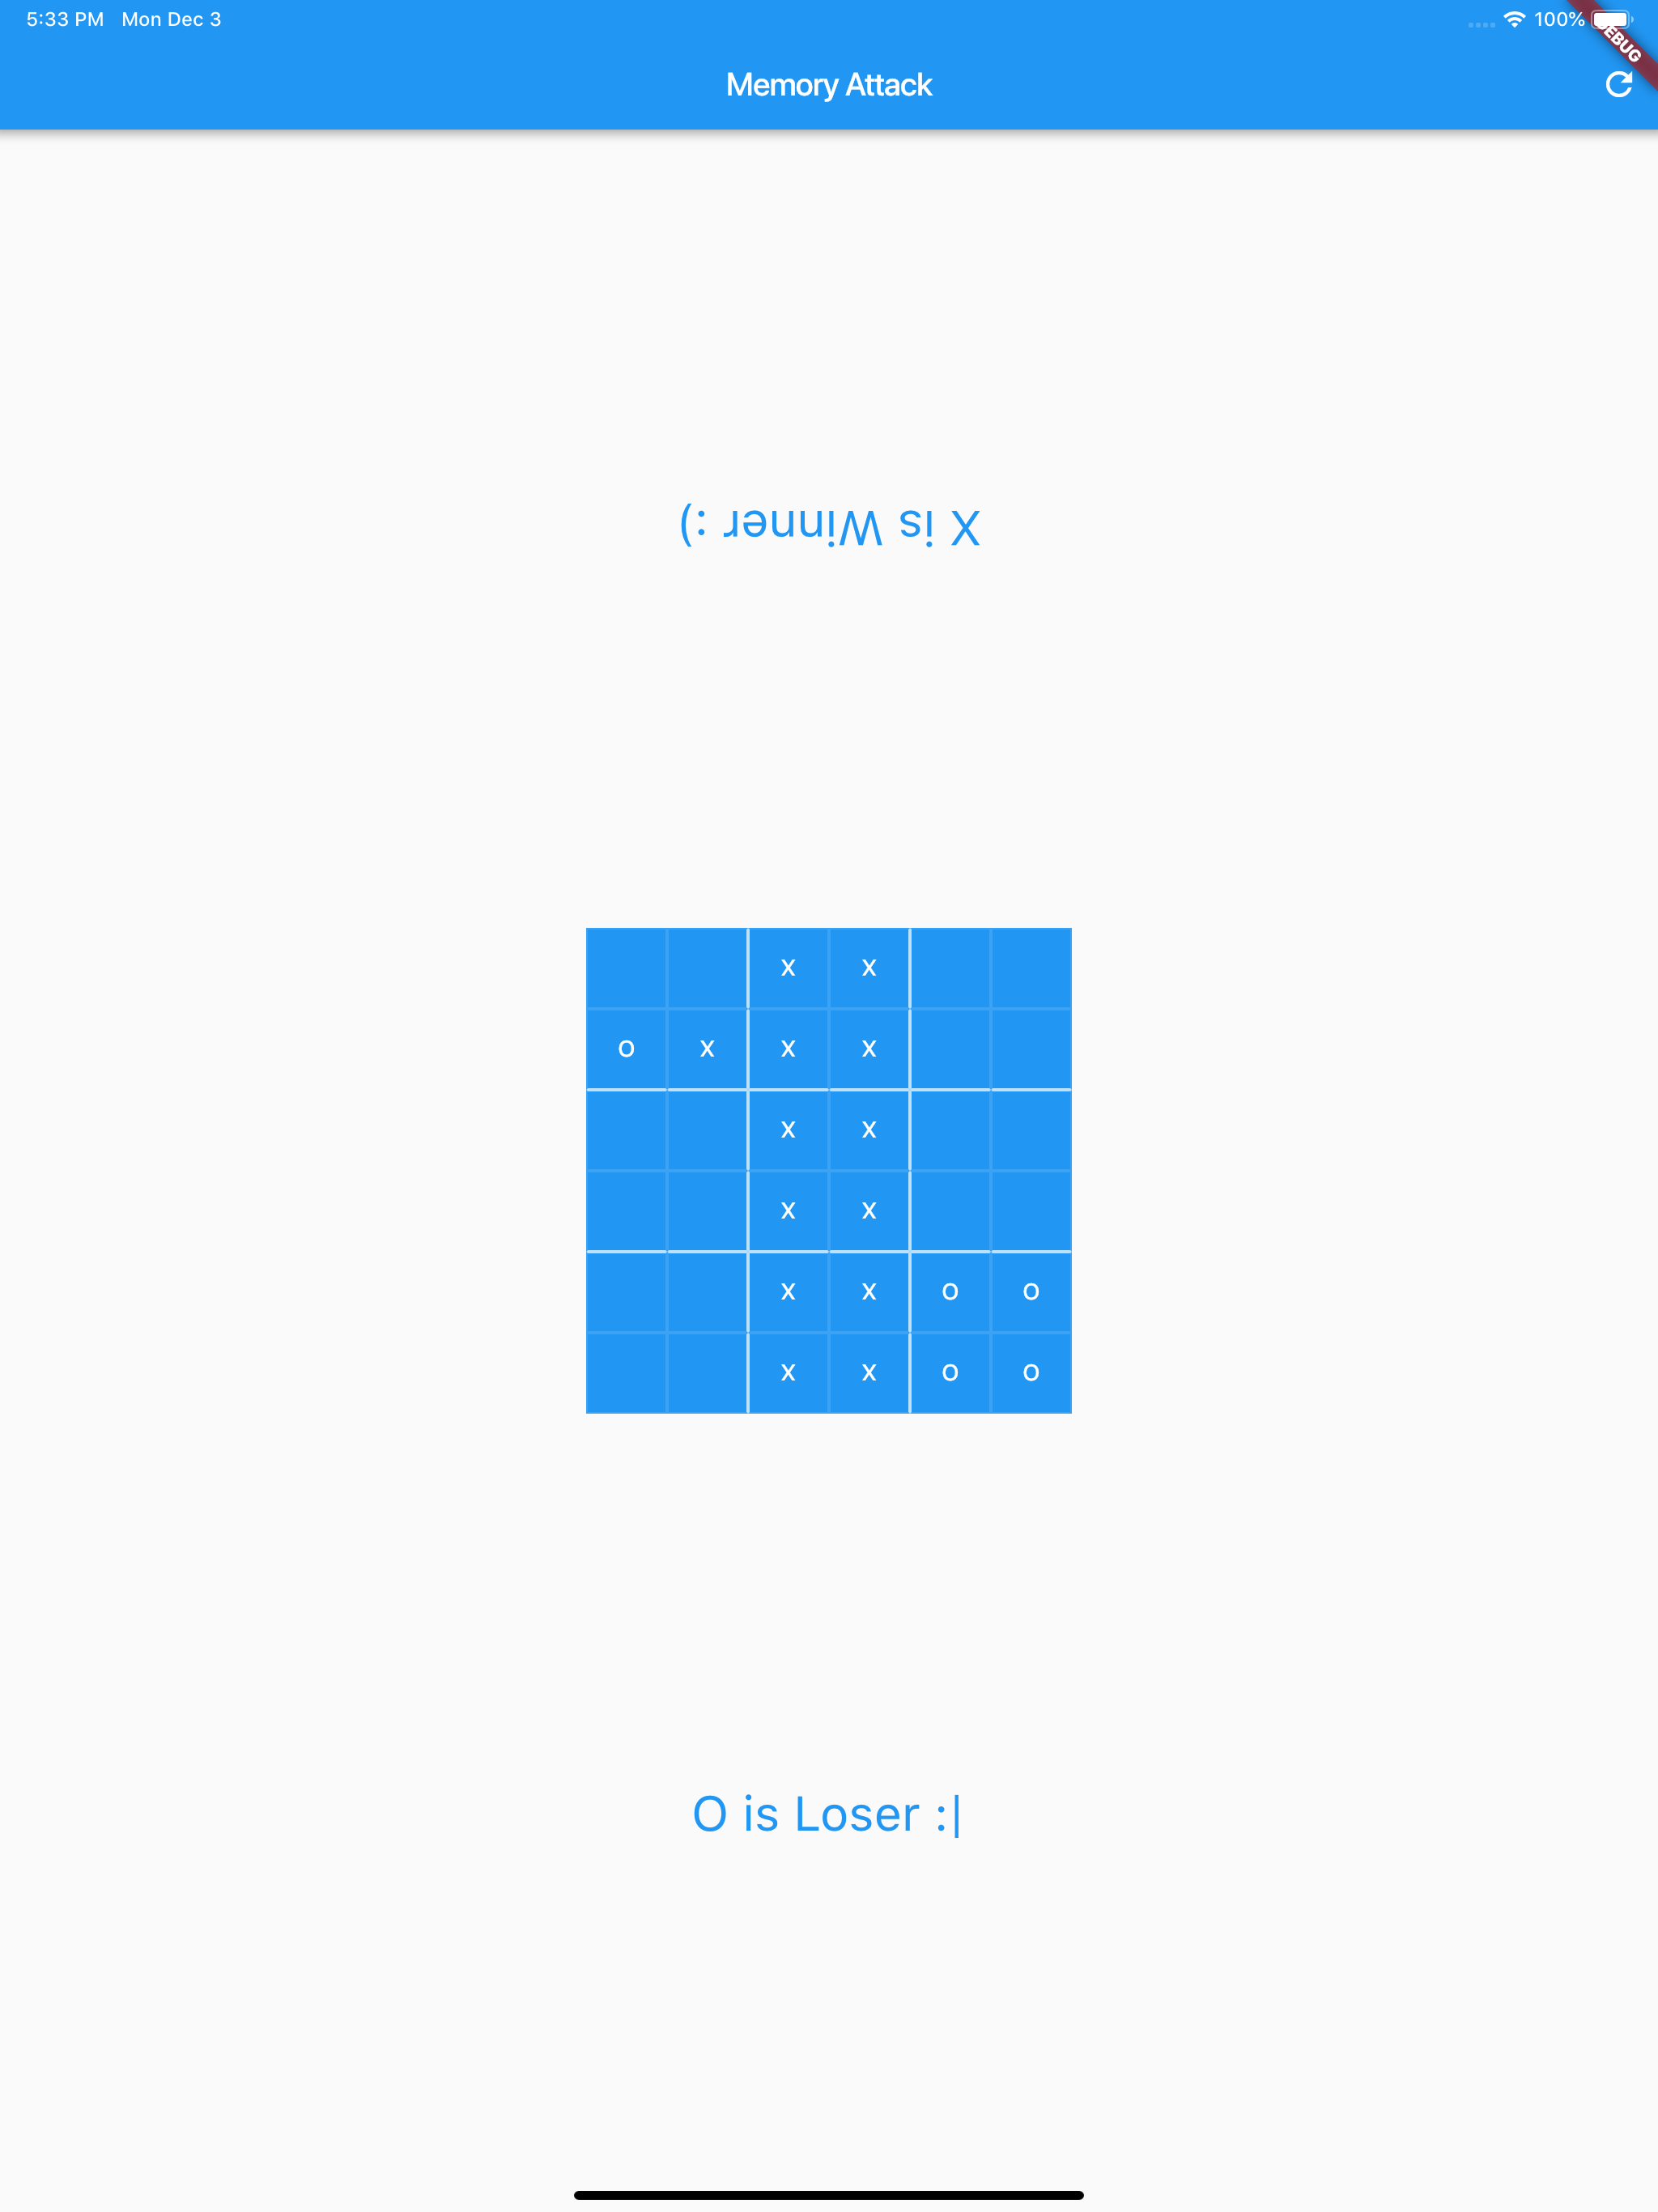 5:33 PM Mon Dec 3 100%
DEBUG
Memory Attack
X is Winner :)
x x
o x x x
x x
x x
x x o o
x x o o
O is Loser :|